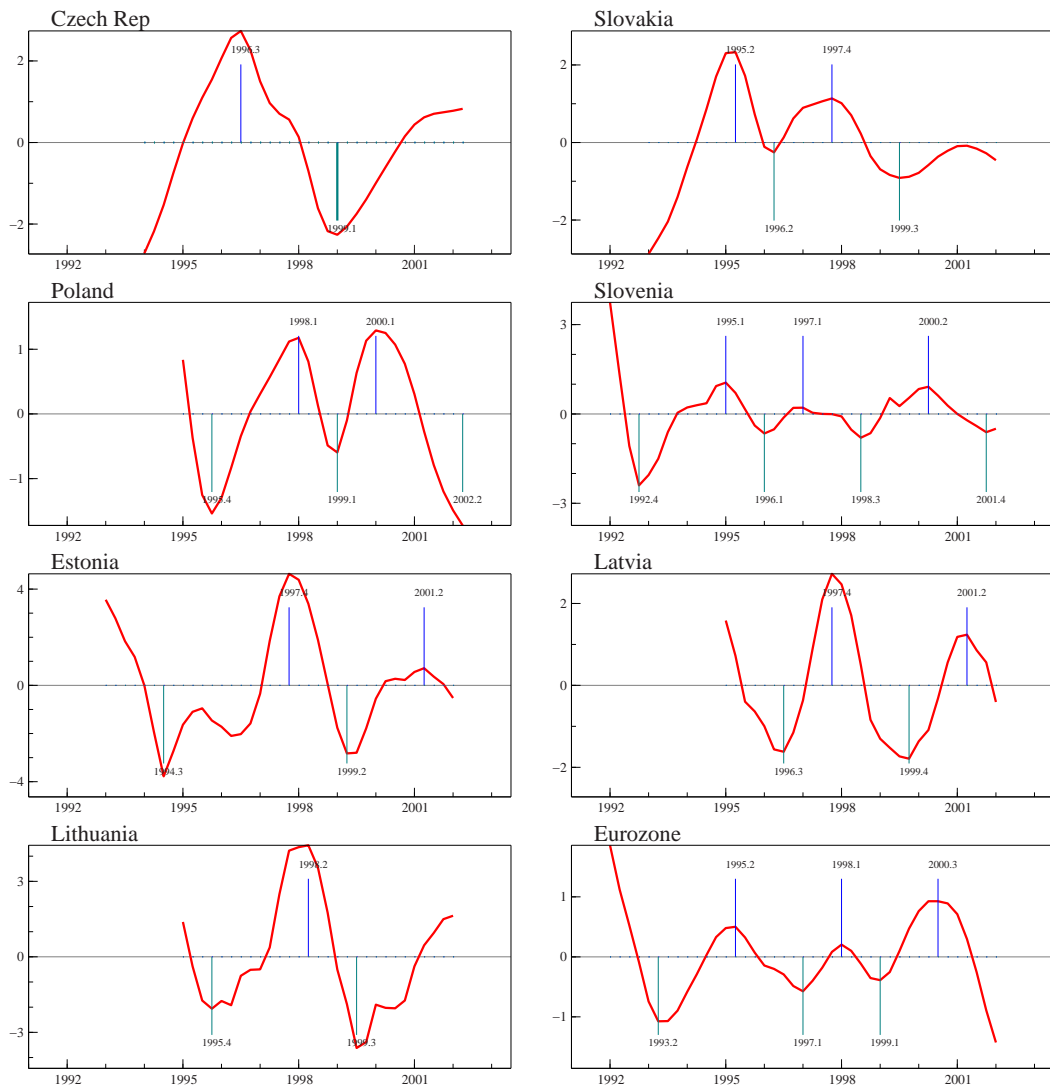 Czech Rep
2
0
−2
1996.3
1999.1
1992 1995 1998 2001
Slovakia
2
0
−2
1995.2 1997.4
1996.2 1999.3
1992 1995 1998 2001
Poland
1
0
−1
1998.1 2000.1
1995.4 1999.1 2002.2
1992 1995 1998 2001
Slovenia
3
0
−3
1995.1 1997.1 2000.2
1992.4 1996.1 1998.3 2001.4
1992 1995 1998 2001
Estonia
4
0
−4
1997.4 2001.2
1994.3 1999.2
1992 1995 1998 2001
Latvia
2
0
−2
1997.4 2001.2
1996.3 1999.4
1992 1995 1998 2001
Lithuania
3
0
−3
1998.2
1995.4 1999.3
1992 1995 1998 2001
Eurozone
1
0
−1
1995.2 1998.1 2000.3
1993.2 1997.1 1999.1
1992 1995 1998 2001